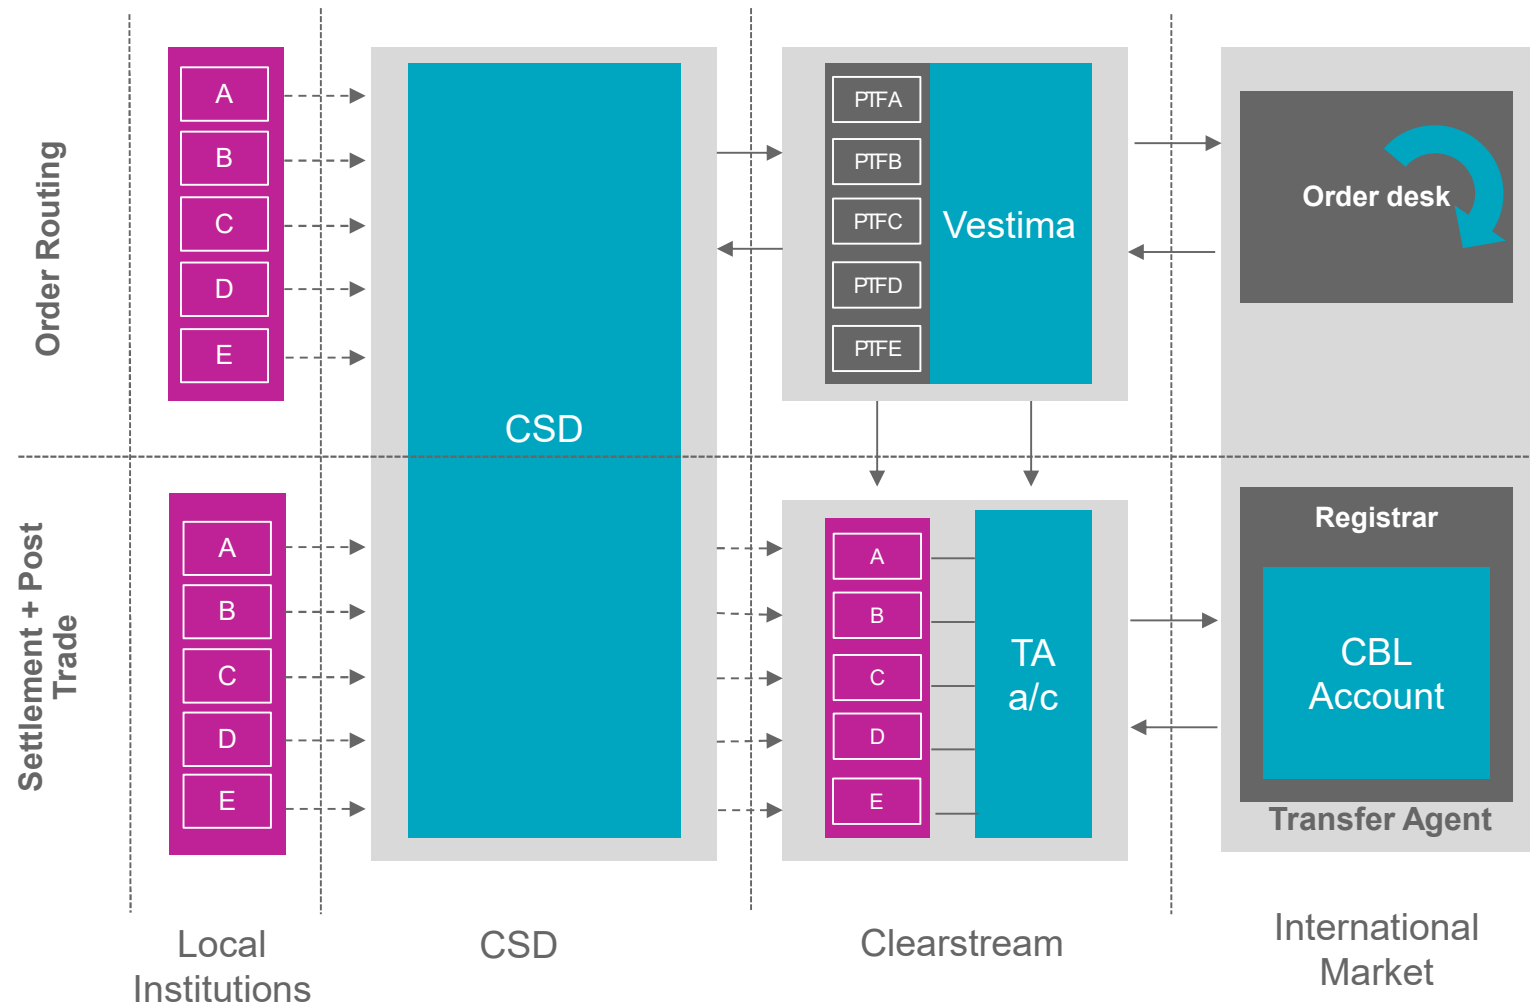 Order Routing
A
B
C
D
E
CSD
PTFA
PTFB
PTFC
PTFD
PTFE
Vestima
Order desk
Settlement + Post
Trade
A
B
C
D
E
A
B
C
D
E
TA
a/c
Registrar
CBL
Account
Transfer Agent
Local
Institutions
CSD
Clearstream
International
Market